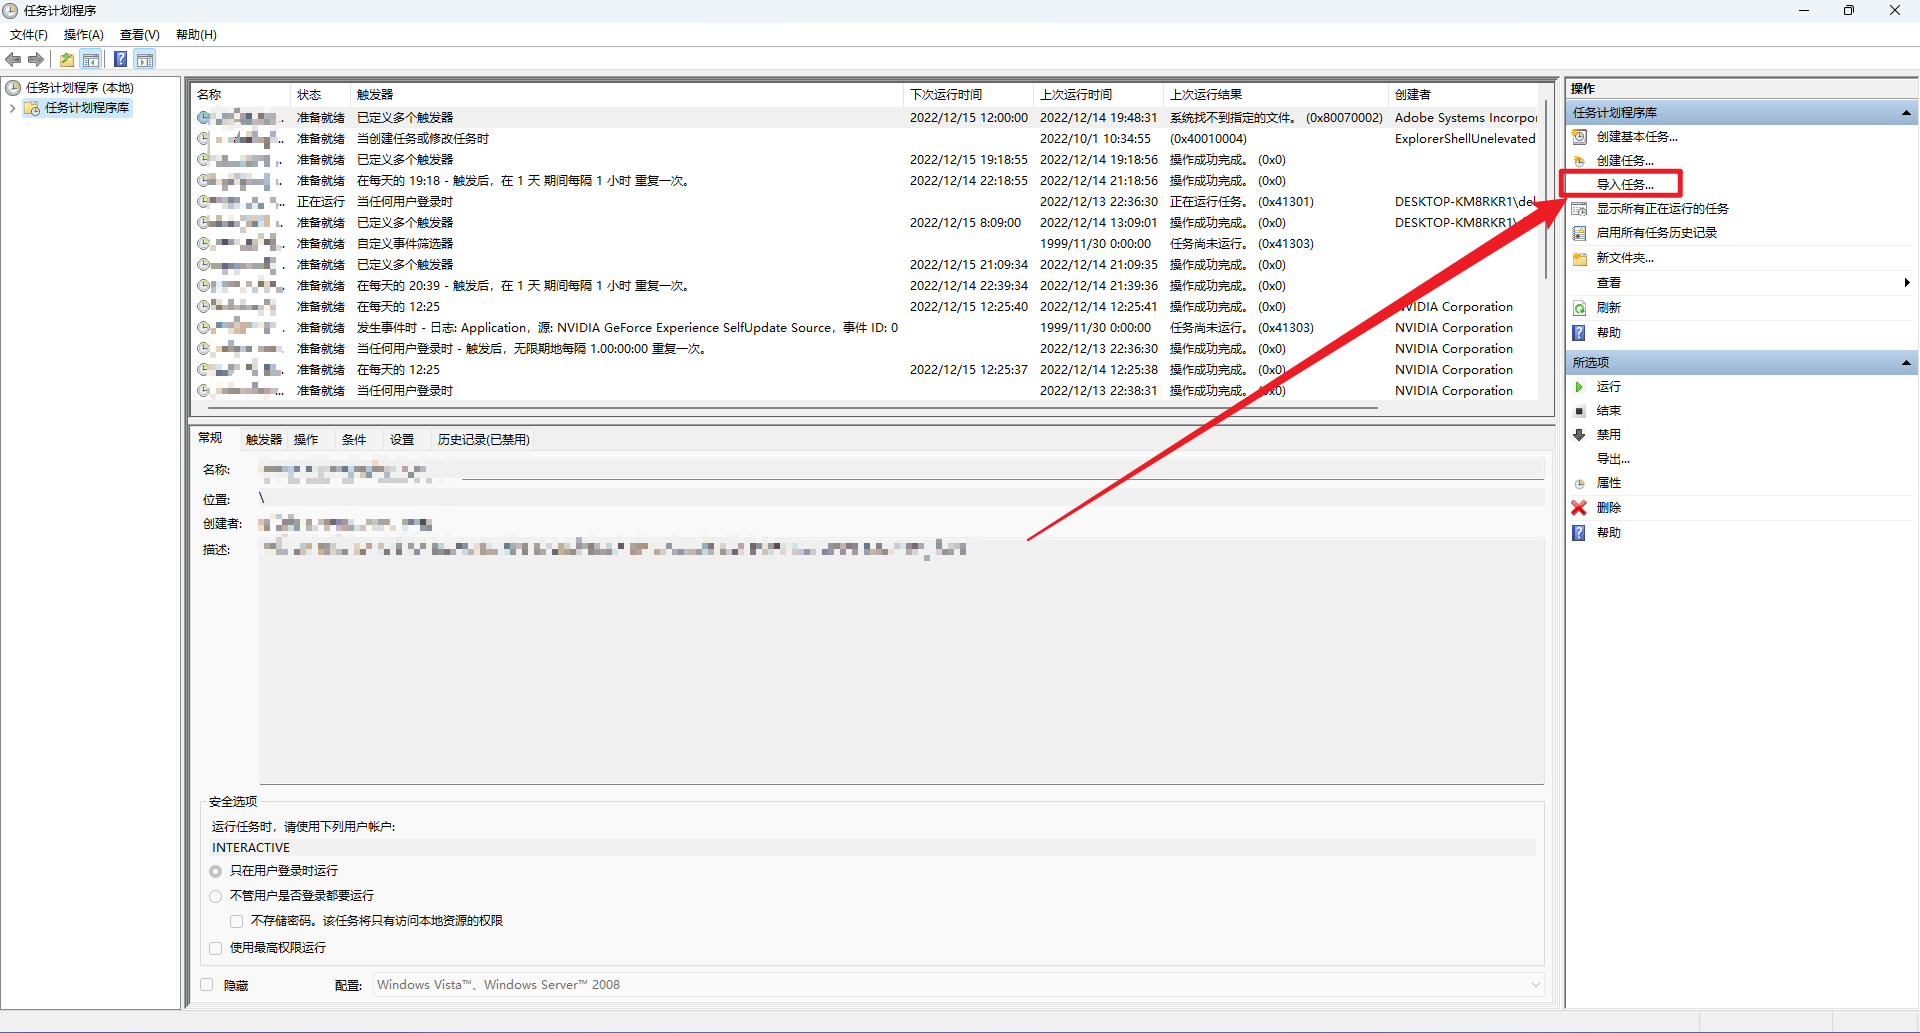 任务计划程序
文件(F) 操作(A) 查看(V) 帮助(H)
任务计划程序 (本地)
任务计划程序库
名称 状态 触发器 下次运行时间 上次运行时间 上次运行结果 创建者
准备就绪 已定义多个触发器 2022/12/15 12:00:00 2022/12/14 19:48:31 系统找不到指定的文件。 (0x80070002) Adobe Systems Incorpor
准备就绪 当创建任务或修改任务时 2022/10/1 10:34:55 (0x40010004) ExplorerShellUnelevated
准备就绪 已定义多个触发器 2022/12/15 19:18:55 2022/12/14 19:18:56 操作成功完成。 (0x0)
准备就绪 在每天的 19:18 - 触发后，在 1 天 期间每隔 1 小时 重复一次。 2022/12/14 22:18:55 2022/12/14 21:18:56 操作成功完成。 (0x0)
正在运行 当任何用户登录时 2022/12/13 22:36:30 正在运行任务。 (0x41301) DESKTOP-KM8RKR1\de
准备就绪 已定义多个触发器 2022/12/15 8:09:00 2022/12/14 13:09:01 操作成功完成。 (0x0) DESKTOP-KM8RKR1\
准备就绪 自定义事件筛选器 1999/11/30 0:00:00 任务尚未运行。 (0x41303)
准备就绪 已定义多个触发器 2022/12/15 21:09:34 2022/12/14 21:09:35 操作成功完成。 (0x0)
准备就绪 在每天的 20:39 - 触发后，在 1 天 期间每隔 1 小时 重复一次。 2022/12/14 22:39:34 2022/12/14 21:39:36 操作成功完成。 (0x0)
准备就绪 在每天的 12:25 2022/12/15 12:25:40 2022/12/14 12:25:41 操作成功完成。 (0x0) NVIDIA Corporation
准备就绪 发生事件时 - 日志: Application，源: NVIDIA GeForce Experience SelfUpdate Source，事件 ID: 0 1999/11/30 0:00:00 任务尚未运行。 (0x41303) NVIDIA Corporation
准备就绪 当任何用户登录时 - 触发后，无限期地每隔 1.00:00:00 重复一次。 2022/12/13 22:36:30 操作成功完成。 (0x0) NVIDIA Corporation
准备就绪 在每天的 12:25 2022/12/15 12:25:37 2022/12/14 12:25:38 操作成功完成。 (0x0) NVIDIA Corporation
准备就绪 当任何用户登录时 2022/12/13 22:38:31 操作成功完成。 (0x0) NVIDIA Corporation
常规 触发器 操作 条件 设置 历史记录(已禁用)
名称:
位置: \
创建者:
描述:
安全选项
运行任务时，请使用下列用户帐户:
INTERACTIVE
只在用户登录时运行
不管用户是否登录都要运行
不存储密码。该任务将只有访问本地资源的权限
使用最高权限运行
隐藏 配置: Windows Vista™、Windows Server™ 2008
操作
任务计划程序库
创建基本任务...
创建任务...
导入任务...
显示所有正在运行的任务
启用所有任务历史记录
新文件夹...
查看
刷新
帮助
所选项
运行
结束
禁用
导出...
属性
删除
帮助